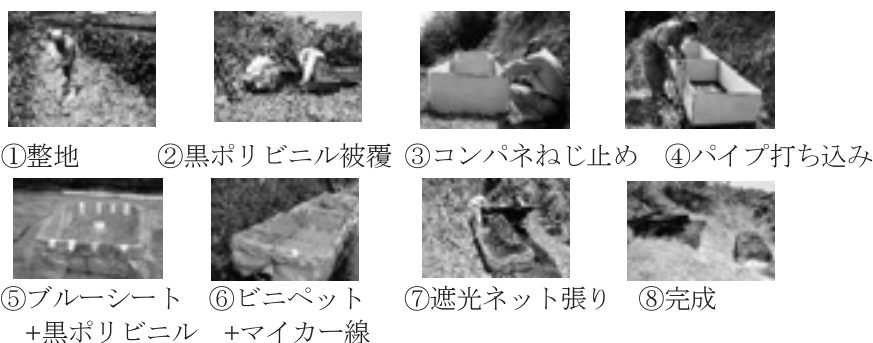 ①整地 ②黒ポリビニル被覆 ③コンパネねじ止め ④パイプ打ち込み
⑤ブルーシート ⑥ビニペット ⑦遮光ネット張り ⑧完成
+黒ポリビニル +マイカー線